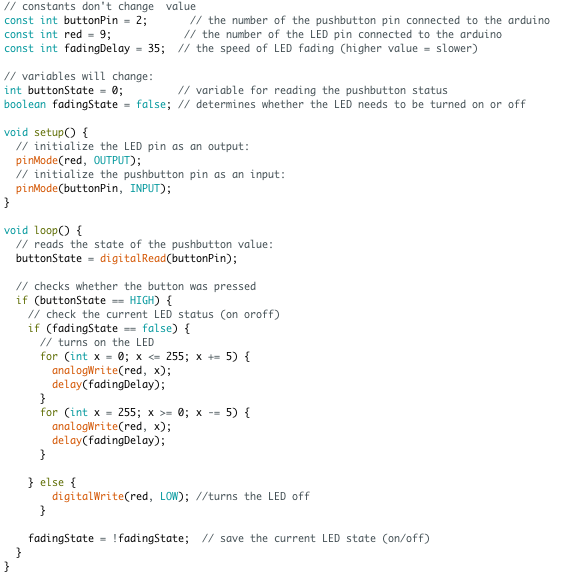 // constants don't change  value
const int buttonPin = 2;       // the number of the pushbutton pin connected to the arduino
const int red = 9;            // the number of the LED pin connected to the arduino
const int fadingDelay = 35;  // the speed of LED fading (higher value = slower)

// variables will change:
int buttonState = 0;         // variable for reading the pushbutton status
boolean fadingState = false; // determines whether the LED needs to be turned on or off

void setup() {
  // initialize the LED pin as an output:
  pinMode(red, OUTPUT);
  // initialize the pushbutton pin as an input:
  pinMode(buttonPin, INPUT);
}

void loop() {
  // reads the state of the pushbutton value:
  buttonState = digitalRead(buttonPin);

  // checks whether the button was pressed
  if (buttonState == HIGH) {
    // check the current LED status (on oroff)
    if (fadingState == false) {
      // turns on the LED
      for (int x = 0; x <= 255; x += 5) {
        analogWrite(red, x);
        delay(fadingDelay);
      }
      for (int x = 255; x >= 0; x -= 5) {
        analogWrite(red, x);
        delay(fadingDelay);
      }

    } else {
        digitalWrite(red, LOW); //turns the LED off
      }

    fadingState = !fadingState;  // save the current LED state (on/off)
  }
}